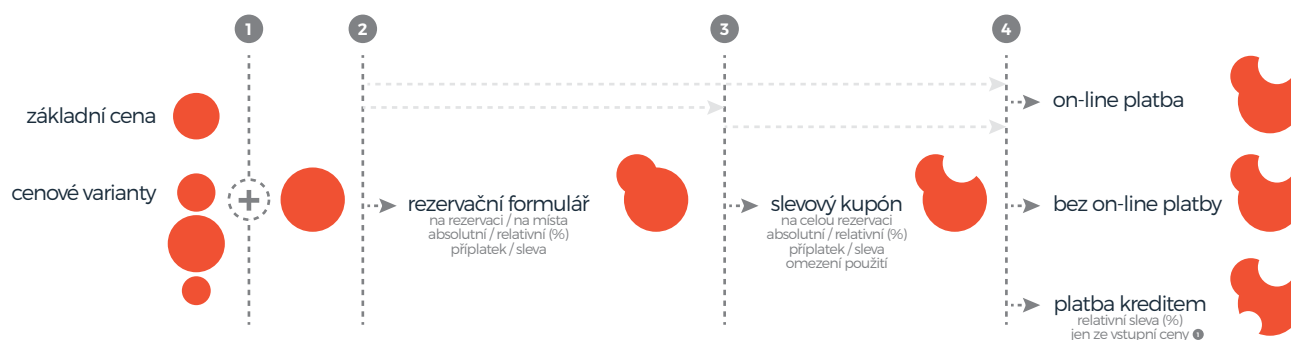 1 2 3 4
základní cena
on-line platba
cenové varianty
+
rezervační formulář
na rezervaci / na místa
absolutní / relativní (%)
příplatek / sleva
slevový kupón
na celou rezervaci
absolutní / relativní (%)
příplatek / sleva
omezení použití
bez on-line platby
platba kreditem
relativní sleva (%)
jen ze vstupní ceny 1